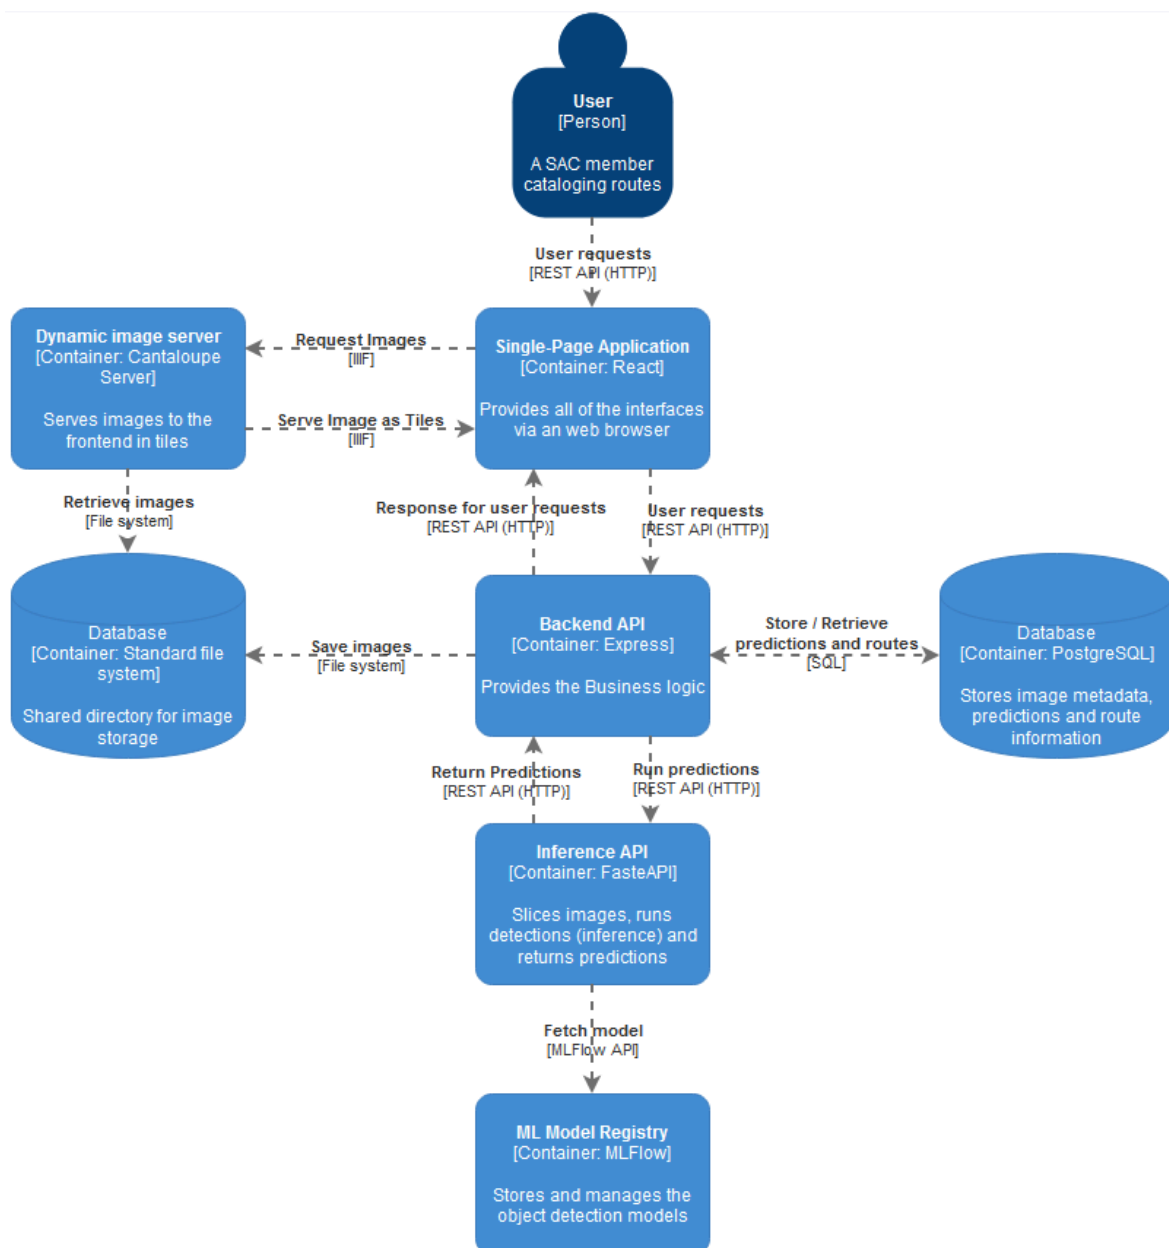 User
[Person]
A SAC member
cataloging routes
User requests
[REST API (HTTP)]
Dynamic image server
[Container: Cantaloupe
Server]
Serves images to the
frontend in tiles
Request Images
[IIIF]
Serve Image as Tiles
[IIIF]
Single-Page Application
[Container: React]
Provides all of the interfaces
via an web browser
Retrieve images
[File system]
Response for user requests
[REST API (HTTP)]
User requests
[REST API (HTTP)]
Database
[Container: Standard file
system]
Shared directory for image
storage
Save images
[File system]
Backend API
[Container: Express]
Provides the Business logic
Store / Retrieve
predictions and routes
[SQL]
Database
[Container: PostgreSQL]
Stores image metadata,
predictions and route
information
Return Predictions
[REST API (HTTP)]
Run predictions
[REST API (HTTP)]
Inference API
[Container: FasteAPI]
Slices images, runs
detections (inference) and
returns predictions
Fetch model
[MLFlow API]
ML Model Registry
[Container: MLFlow]
Stores and manages the
object detection models